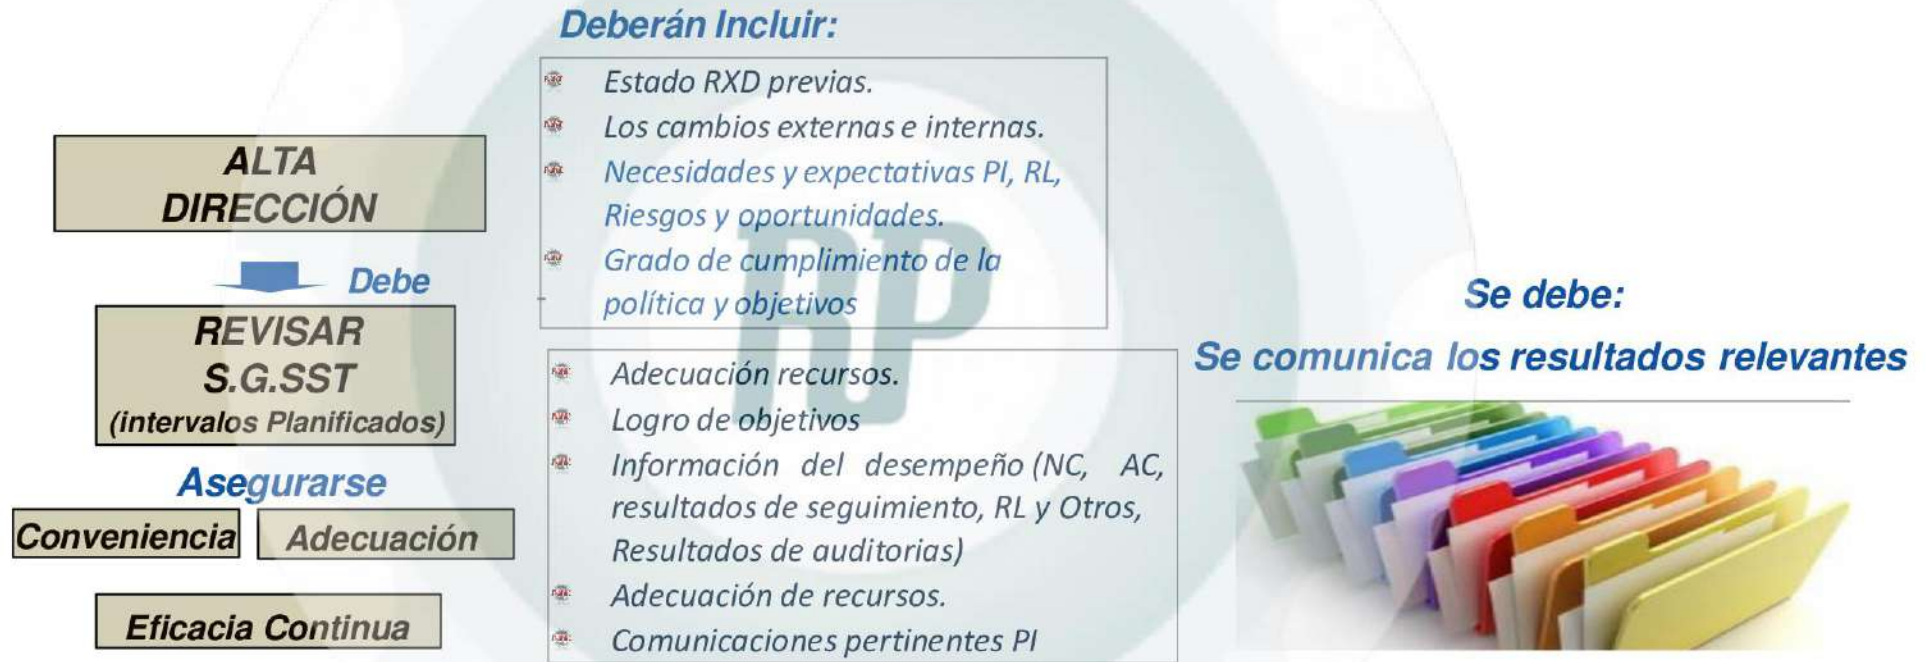 ALTA
DIRECCIÓN
Debe
REVISAR
S.G.SST
(intervalos Planificados)
Asegurarse
Conveniencia
Adecuación
Eficacia Continua
Deberán Incluir:
Estado RXD previas.
Los cambios externas e internas.
Necesidades y expectativas PI, RL,
Riesgos y oportunidades.
Grado de cumplimiento de la
política y objetivos
Adecuación recursos.
Logro de objetivos
Información del desempeño (NC, AC,
resultados de seguimiento, RL y Otros,
Resultados de auditorias)
Adecuación de recursos.
Comunicaciones pertinentes PI
Se debe:
Se comunica los resultados relevantes
RP